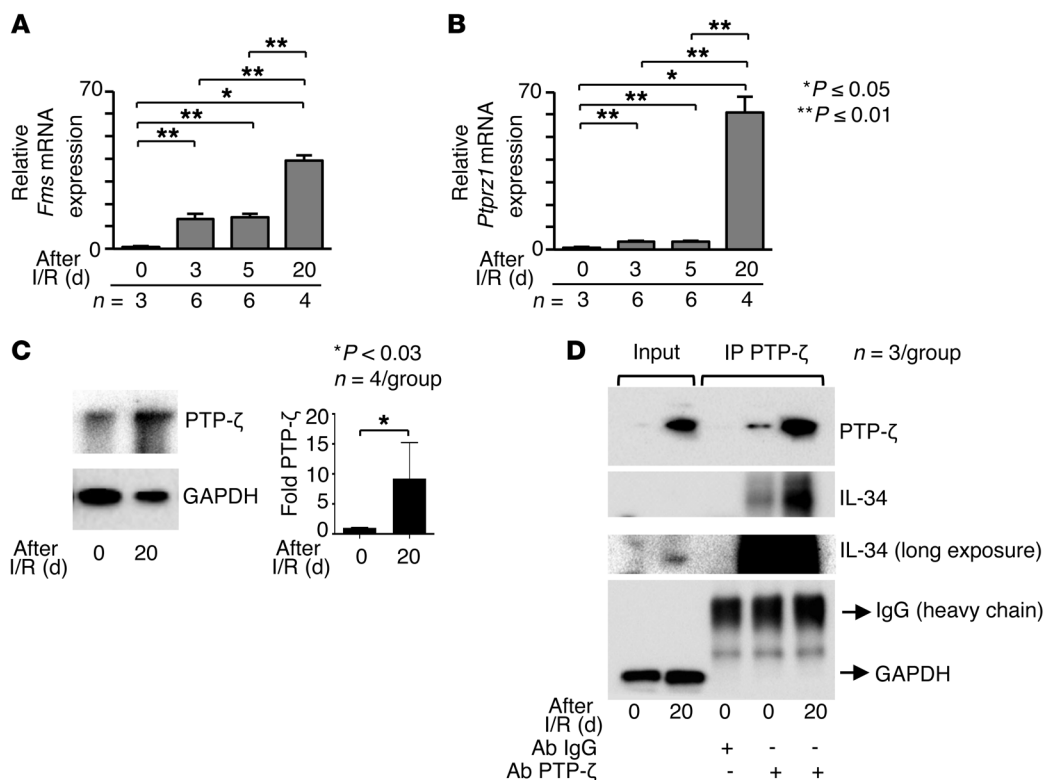 A
**
**
*
**
**
70
0
Relative
Fms mRNA
expression
After
I/R (d)
0 3 5 20
n = 3 6 6 4
B
**
**
*
**
**
70
0
Relative
Ptprz1 mRNA
expression
After
I/R (d)
0 3 5 20
n = 3 6 6 4
*P ≤ 0.05
**P ≤ 0.01
C
PTP-ζ
GAPDH
After
I/R (d)
0 20
*P < 0.03
n = 4/group
*
20
15
10
5
0
Fold PTP-ζ
After
I/R (d)
0 20
D
Input IP PTP-ζ n = 3/group
PTP-ζ
IL-34
IL-34 (long exposure)
IgG (heavy chain)
GAPDH
After
I/R (d)
0 20 0 0 20
Ab IgG + - -
Ab PTP-ζ - + +